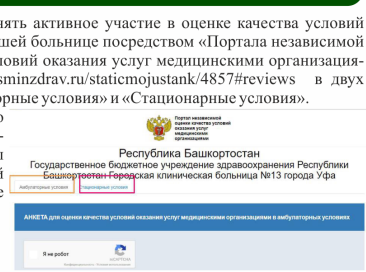 нять активное участие в оценке качества условий
шей больнице посредством «Портала независимой
ловий оказания услуг медицинскими организация-
sminzdrav.ru/staticmojustank/4857#reviews в двух
орные условия» и «Стационарные условия».
о
-
ы
й
е
Портал независимой
оценки качества условий
оказания услуг
медицинскими
организациями
Республика Башкортостан
Государственное бюджетное учреждение здравоохранения Республики
Башкортостан Городская клиническая больница №13 города Уфа
Амбулаторные условия Стационарные условия
АНКЕТА для оценки качества условий оказания услуг медицинскими организациями в амбулаторных условиях
Я не робот